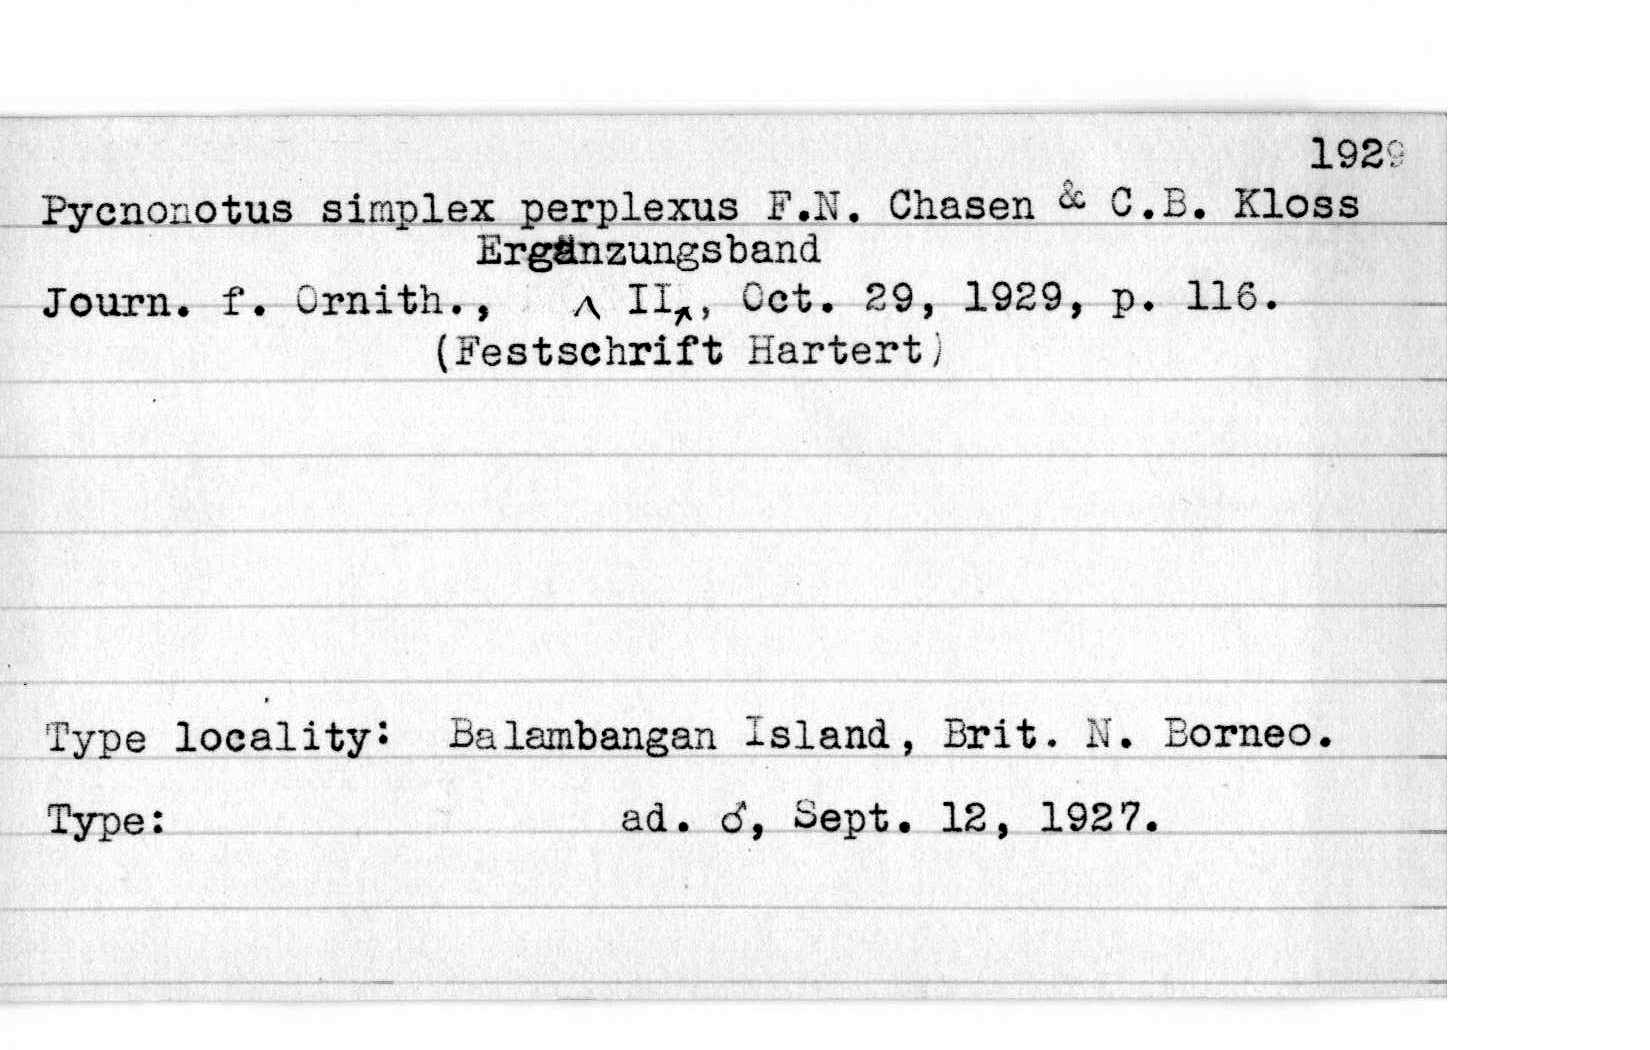 1929
Pycnonotus simplex perplexus F.N. Chasen & C.B. Kloss
Ergänzungsband
Journ. f. Ornith., ^ II^, Oct. 29, 1929, p. 116.
(Festschrift Hartert)
Type locality: Balambangan Island, Brit. N. Borneo.
Type: ad. ♂, Sept. 12, 1927.